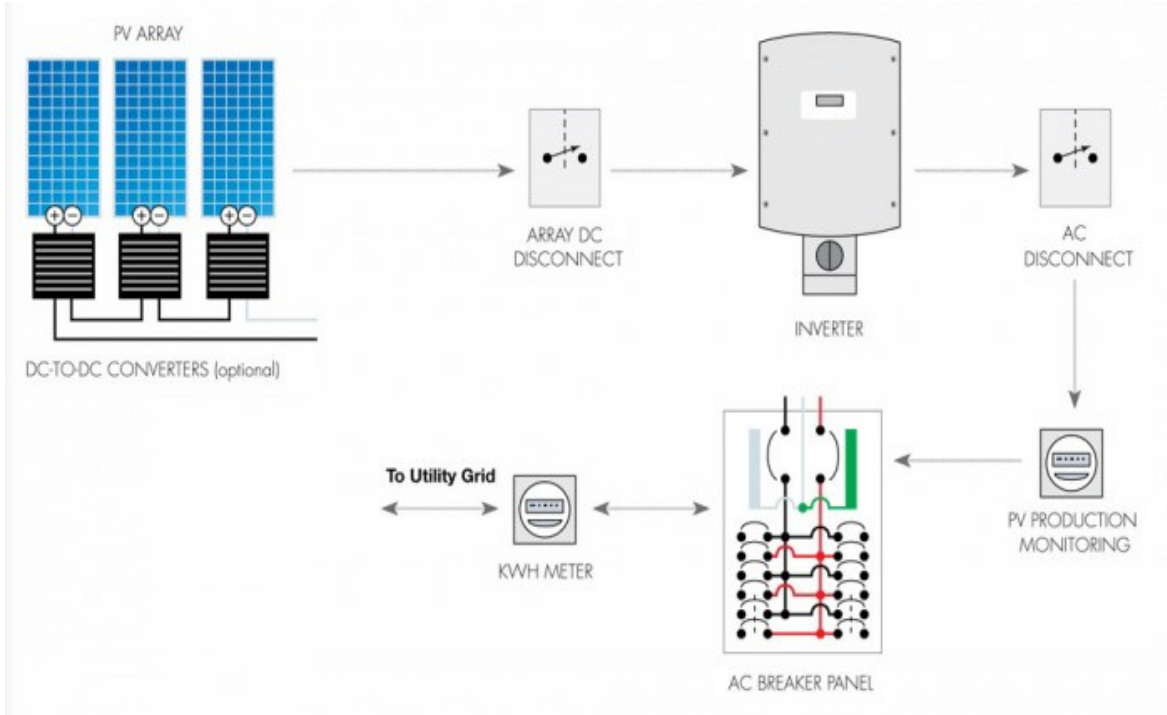 PV ARRAY
+ − + − + −
DC-TO-DC CONVERTERS (optional)
ARRAY DC
DISCONNECT
INVERTER
AC
DISCONNECT
PV PRODUCTION
MONITORING
AC BREAKER PANEL
KWH METER
To Utility Grid